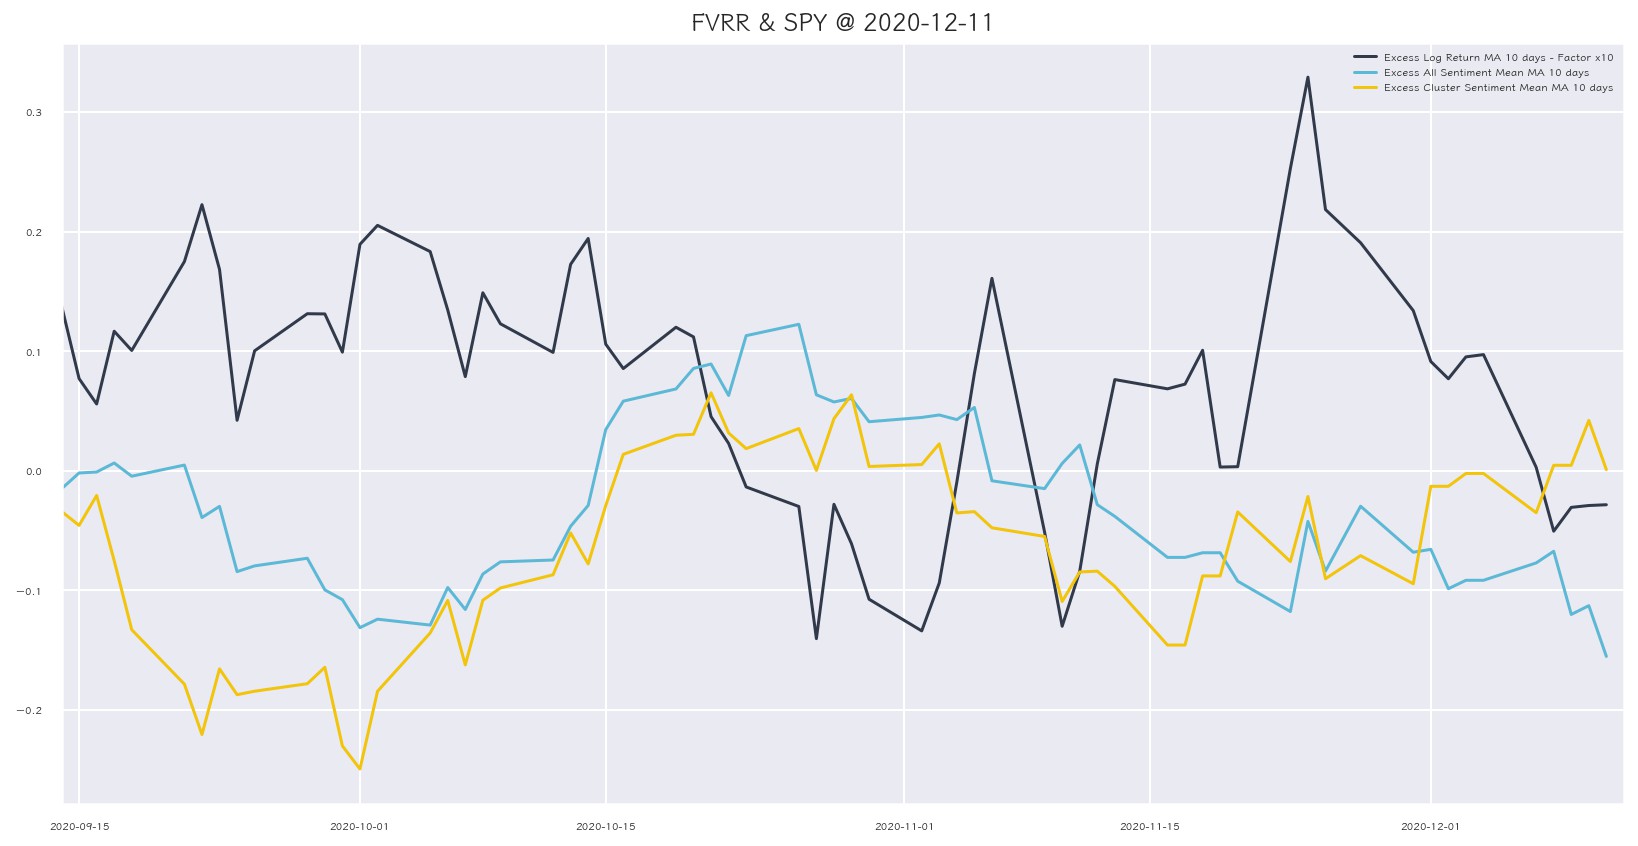 FVRR & SPY @ 2020-12-11
Excess Log Return MA 10 days - Factor x10
Excess All Sentiment Mean MA 10 days
Excess Cluster Sentiment Mean MA 10 days
0.3
0.2
0.1
0.0
−0.1
−0.2
2020-09-15 2020-10-01 2020-10-15 2020-11-01 2020-11-15 2020-12-01